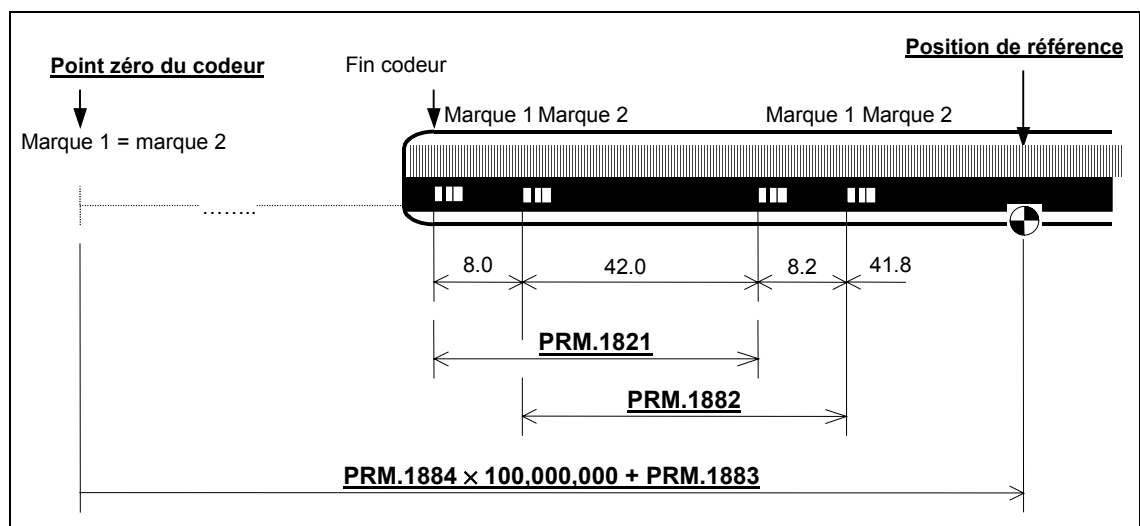 Position de référence
Point zéro du codeur
Fin codeur
Marque 1 Marque 2
Marque 1 Marque 2
Marque 1 = marque 2
........
8.0
42.0
8.2
41.8
PRM.1821
PRM.1882
PRM.1884 × 100,000,000 + PRM.1883